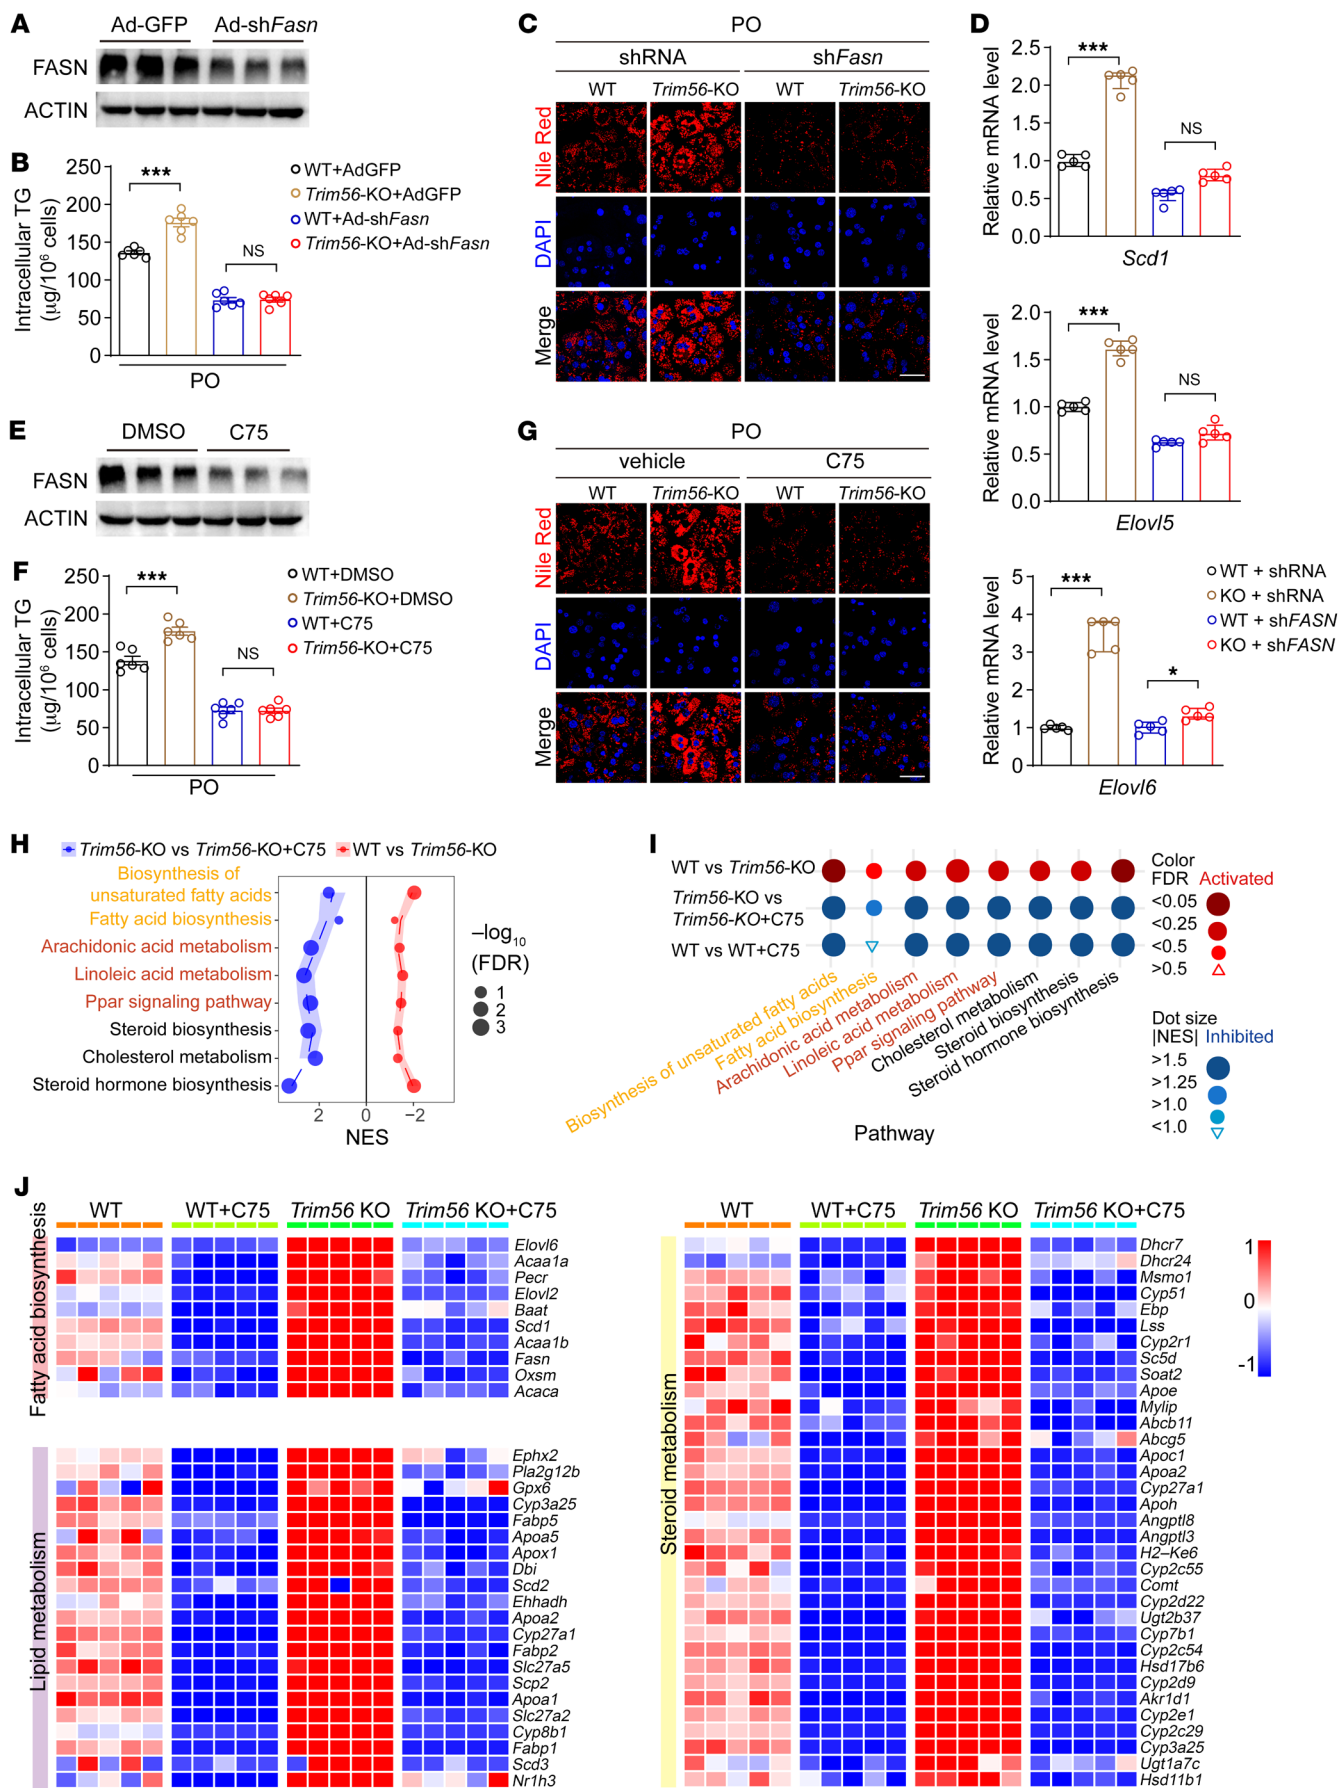 A
Ad-GFP Ad-shFasn
FASN
ACTIN
B
Intracellular TG
(µg/10⁶ cells)
250
200
150
100
50
0
***
NS
PO
WT+AdGFP
Trim56-KO+AdGFP
WT+Ad-shFasn
Trim56-KO+Ad-shFasn
C
PO
shRNA shFasn
WT Trim56-KO WT Trim56-KO
Nile Red
DAPI
Merge
D
Relative mRNA level
2.5
2.0
1.5
1.0
0.5
0.0
***
NS
Scd1
Relative mRNA level
2.0
1.5
1.0
0.5
0.0
***
NS
Elovl5
Relative mRNA level
5
4
3
2
1
0
***
*
Elovl6
WT + shRNA
KO + shRNA
WT + shFASN
KO + shFASN
E
DMSO C75
FASN
ACTIN
F
Intracellular TG
(µg/10⁶ cells)
250
200
150
100
50
0
***
NS
PO
WT+DMSO
Trim56-KO+DMSO
WT+C75
Trim56-KO+C75
G
PO
vehicle C75
WT Trim56-KO WT Trim56-KO
Nile Red
DAPI
Merge
H
Trim56-KO vs Trim56-KO+C75 WT vs Trim56-KO
Biosynthesis of
unsaturated fatty acids
Fatty acid biosynthesis
Arachidonic acid metabolism
Linoleic acid metabolism
Ppar signaling pathway
Steroid biosynthesis
Cholesterol metabolism
Steroid hormone biosynthesis
2 0 −2
NES
−log₁₀
(FDR)
1
2
3
I
WT vs Trim56-KO
Trim56-KO vs
Trim56-KO+C75
WT vs WT+C75
Biosynthesis of unsaturated fatty acids
Fatty acid biosynthesis
Arachidonic acid metabolism
Linoleic acid metabolism
Ppar signaling pathway
Cholesterol metabolism
Steroid biosynthesis
Steroid hormone biosynthesis
Pathway
Color
FDR Activated
<0.05
<0.25
<0.5
>0.5
Dot size
|NES| Inhibited
>1.5
>1.25
>1.0
<1.0
J
WT WT+C75 Trim56 KO Trim56 KO+C75
Fatty acid biosynthesis
Elovl6
Acaa1a
Pecr
Elovl2
Baat
Scd1
Acaa1b
Fasn
Oxsm
Acaca
Lipid metabolism
Ephx2
Pla2g12b
Gpx6
Cyp3a25
Fabp5
Apoa5
Apox1
Dbi
Scd2
Ehhadh
Apoa2
Cyp27a1
Fabp2
Slc27a5
Scp2
Apoa1
Slc27a2
Cyp8b1
Fabp1
Scd3
Nr1h3
WT WT+C75 Trim56 KO Trim56 KO+C75
Steroid metabolism
Dhcr7
Dhcr24
Msmo1
Cyp51
Ebp
Lss
Cyp2r1
Sc5d
Soat2
Apoe
Mylip
Abcb11
Abcg5
Apoc1
Apoa2
Cyp27a1
Apoh
Angptl8
Angptl3
H2–Ke6
Cyp2c55
Comt
Cyp2d22
Ugt2b37
Cyp7b1
Cyp2c54
Hsd17b6
Cyp2d9
Akr1d1
Cyp2e1
Cyp2c29
Cyp3a25
Ugt1a7c
Hsd11b1
1
0
-1